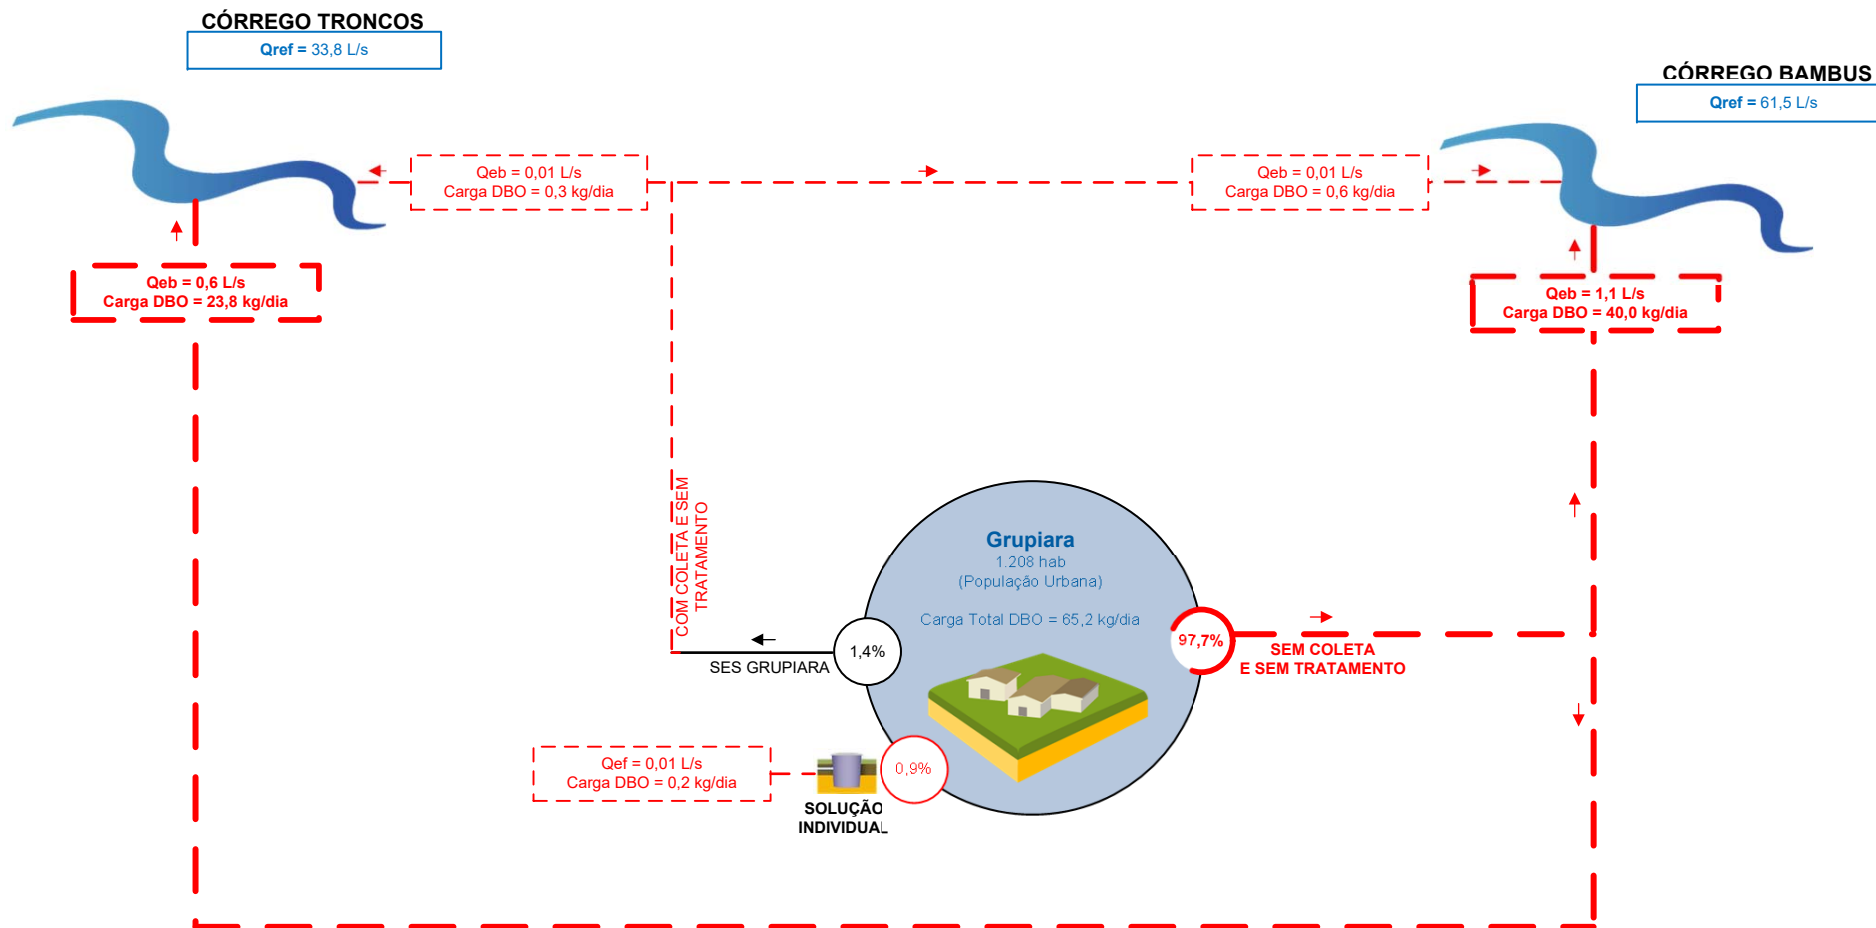 CÓRREGO TRONCOS
Qref = 33,8 L/s
CÓRREGO BAMBUS
Qref = 61,5 L/s
Qeb = 0,01 L/s
Carga DBO = 0,3 kg/dia
Qeb = 0,01 L/s
Carga DBO = 0,6 kg/dia
Qeb = 0,6 L/s
Carga DBO = 23,8 kg/dia
Qeb = 1,1 L/s
Carga DBO = 40,0 kg/dia
COM COLETA E SEM
TRATAMENTO
Grupiara
1.208 hab
(População Urbana)
Carga Total DBO = 65,2 kg/dia
1,4%
SES GRUPIARA
97,7%
SEM COLETA
E SEM TRATAMENTO
Qef = 0,01 L/s
Carga DBO = 0,2 kg/dia
0,9%
SOLUÇÃO
INDIVIDUAL